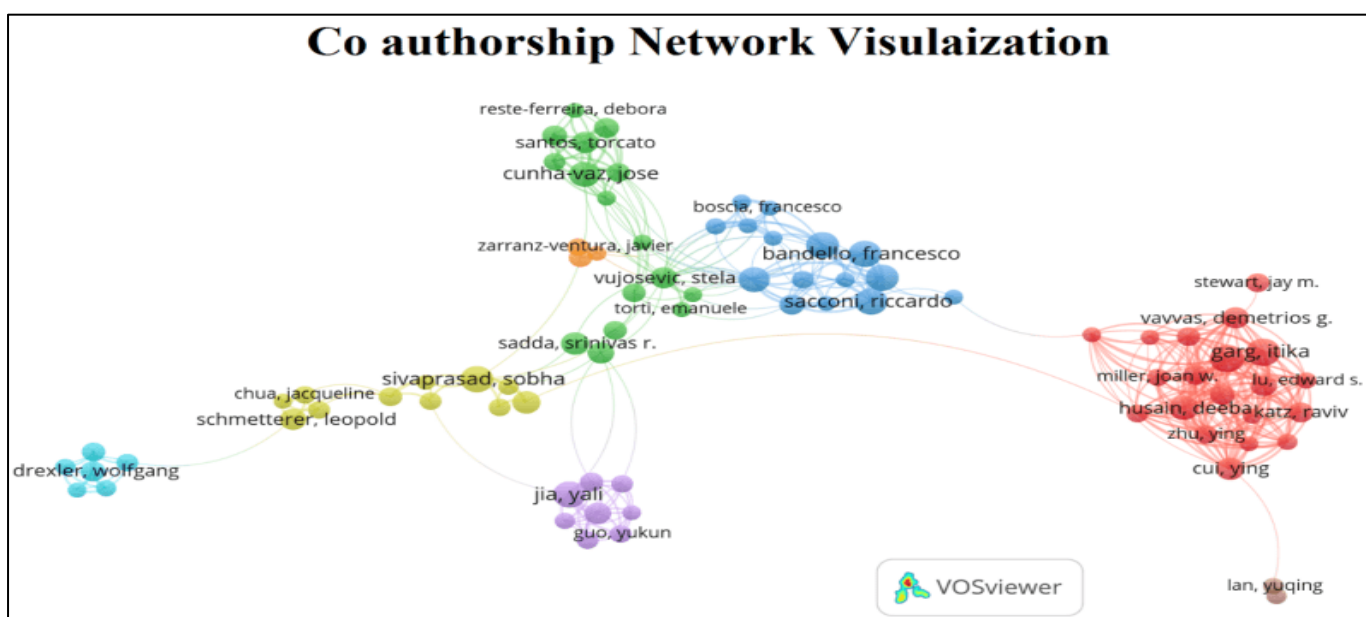 Co authorship Network Visulaization
reste-ferreira, debora
santos, torcato
cunha-vaz, jose
boscia, francesco
zarranz-ventura, javier
bandello, francesco
vujosevic, stela
stewart, jay m.
sacconi, riccardo
torti, emanuele
vavvas, demetrios g.
sadda, srinivas r.
garg, itika
sivaprasad, sobha
miller, joan w.
lu, edward s.
chua, jacqueline
husain, deeba
katz, raviv
schmetterer, leopold
zhu, ying
drexler, wolfgang
cui, ying
jia, yali
guo, yukun
lan, yuqing
VOSviewer